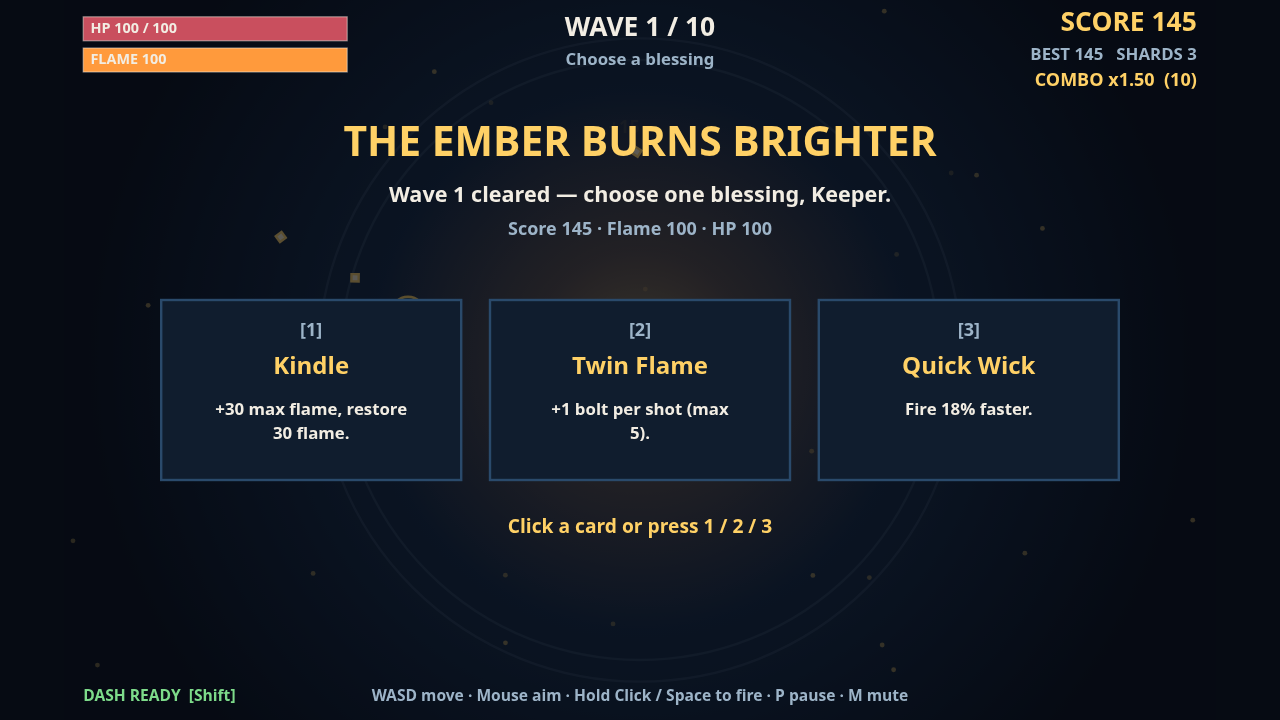 HP 100 / 100
FLAME 100
WAVE 1 / 10
Choose a blessing
SCORE 145
BEST 145 SHARDS 3
COMBO x1.50 (10)
THE EMBER BURNS BRIGHTER
Wave 1 cleared — choose one blessing, Keeper.
Score 145 · Flame 100 · HP 100
[1]
Kindle
+30 max flame, restore
30 flame.
[2]
Twin Flame
+1 bolt per shot (max
5).
[3]
Quick Wick
Fire 18% faster.
Click a card or press 1 / 2 / 3
DASH READY [Shift]
WASD move · Mouse aim · Hold Click / Space to fire · P pause · M mute